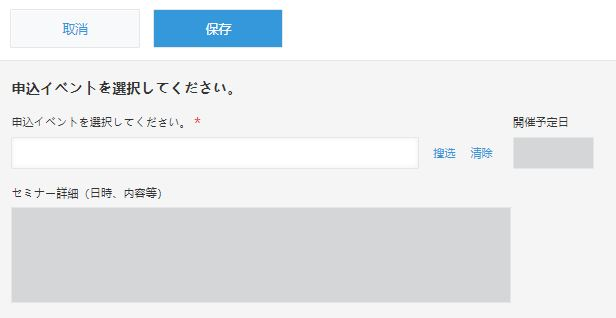 取消 保存
申込イベントを選択してください。
申込イベントを選択してください。 * 開催予定日
搜选 清除
セミナー詳細（日時、内容等）